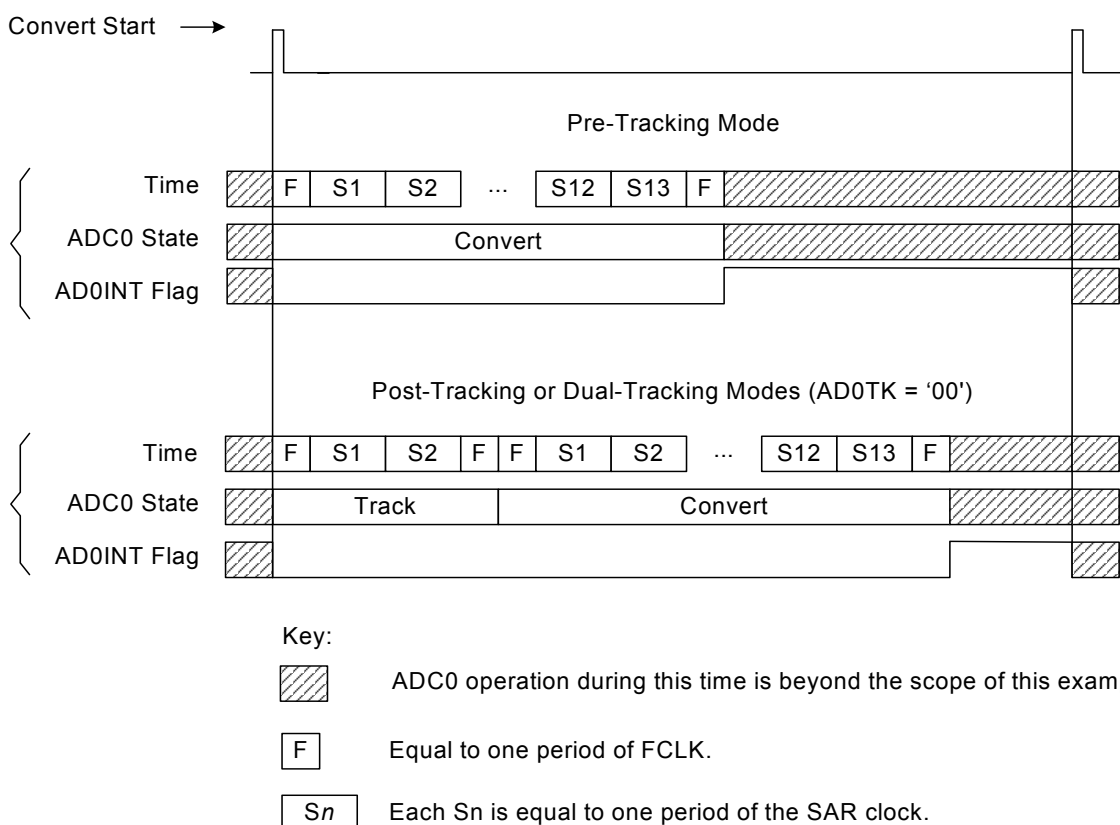 Convert Start
Pre-Tracking Mode
Time F S1 S2 ... S12 S13 F
ADC0 State Convert
AD0INT Flag
Post-Tracking or Dual-Tracking Modes (AD0TK = ‘00')
Time F S1 S2 F F S1 S2 ... S12 S13 F
ADC0 State Track Convert
AD0INT Flag
Key:
ADC0 operation during this time is beyond the scope of this exam
F Equal to one period of FCLK.
Sn Each Sn is equal to one period of the SAR clock.